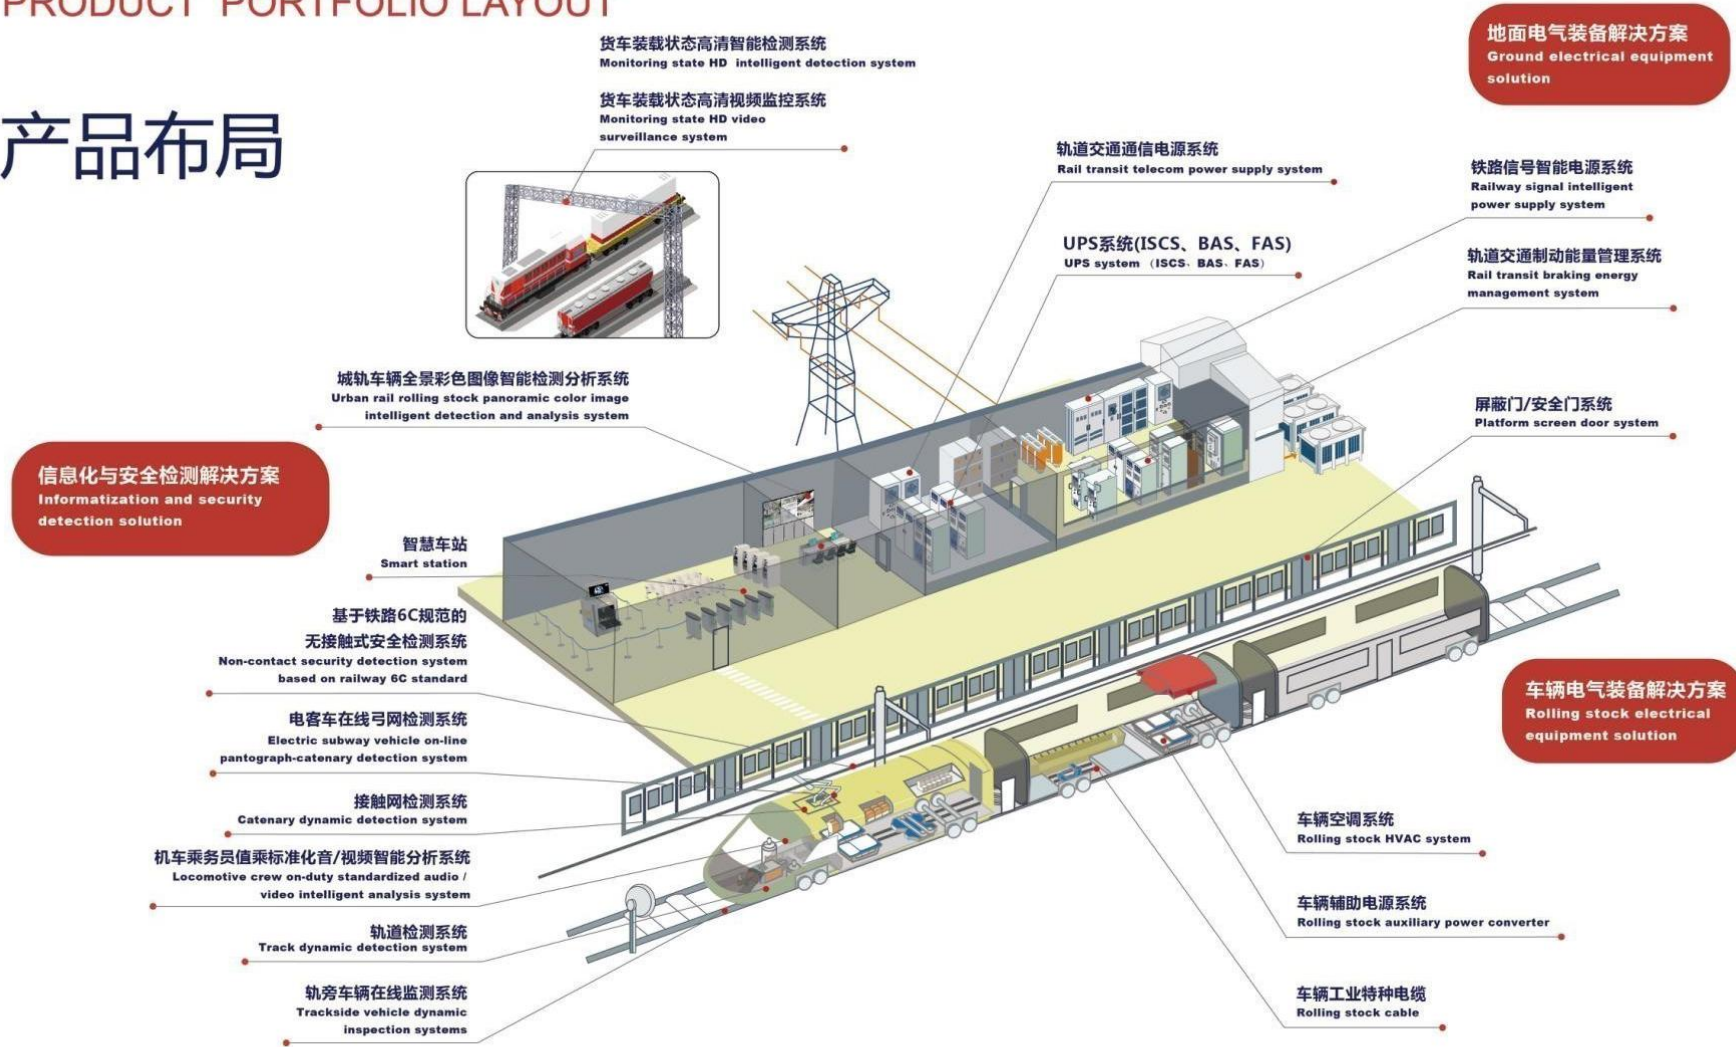 PRODUCT PORTFOLIO LAYOUT
产品布局
货车装载状态高清智能检测系统
Monitoring state HD intelligent detection system
货车装载状态高清视频监控系统
Monitoring state HD video
surveillance system
地面电气装备解决方案
Ground electrical equipment
solution
轨道交通通信电源系统
Rail transit telecom power supply system
铁路信号智能电源系统
Railway signal intelligent
power supply system
UPS系统(ISCS、BAS、FAS)
UPS system （ISCS、BAS、FAS）
轨道交通制动能量管理系统
Rail transit braking energy
management system
城轨车辆全景彩色图像智能检测分析系统
Urban rail rolling stock panoramic color image
intelligent detection and analysis system
屏蔽门/安全门系统
Platform screen door system
信息化与安全检测解决方案
Informatization and security
detection solution
智慧车站
Smart station
基于铁路6C规范的
无接触式安全检测系统
Non-contact security detection system
based on railway 6C standard
电客车在线弓网检测系统
Electric subway vehicle on-line
pantograph-catenary detection system
接触网检测系统
Catenary dynamic detection system
机车乘务员值乘标准化音/视频智能分析系统
Locomotive crew on-duty standardized audio /
video intelligent analysis system
轨道检测系统
Track dynamic detection system
轨旁车辆在线监测系统
Trackside vehicle dynamic
inspection systems
车辆电气装备解决方案
Rolling stock electrical
equipment solution
车辆空调系统
Rolling stock HVAC system
车辆辅助电源系统
Rolling stock auxiliary power converter
车辆工业特种电缆
Rolling stock cable